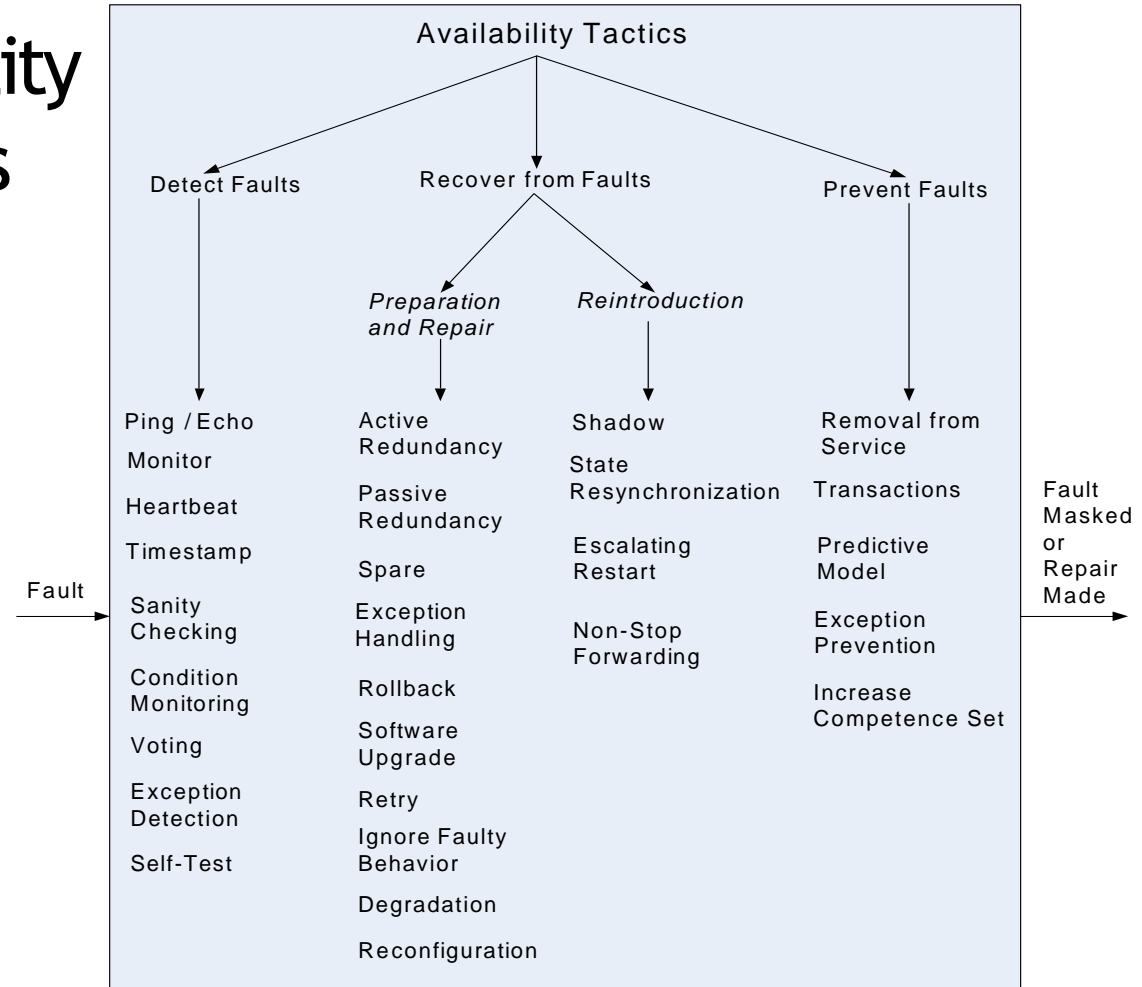 ity
s
Availability Tactics
Detect Faults
Recover from Faults
Prevent Faults
Preparation
and Repair
Reintroduction
Fault
Ping / Echo
Monitor
Heartbeat
Timestamp
Sanity
Checking
Condition
Monitoring
Voting
Exception
Detection
Self-Test
Active
Redundancy
Passive
Redundancy
Spare
Exception
Handling
Rollback
Software
Upgrade
Retry
Ignore Faulty
Behavior
Degradation
Reconfiguration
Shadow
State
Resynchronization
Escalating
Restart
Non-Stop
Forwarding
Removal from
Service
Transactions
Predictive
Model
Exception
Prevention
Increase
Competence Set
Fault
Masked
or
Repair
Made